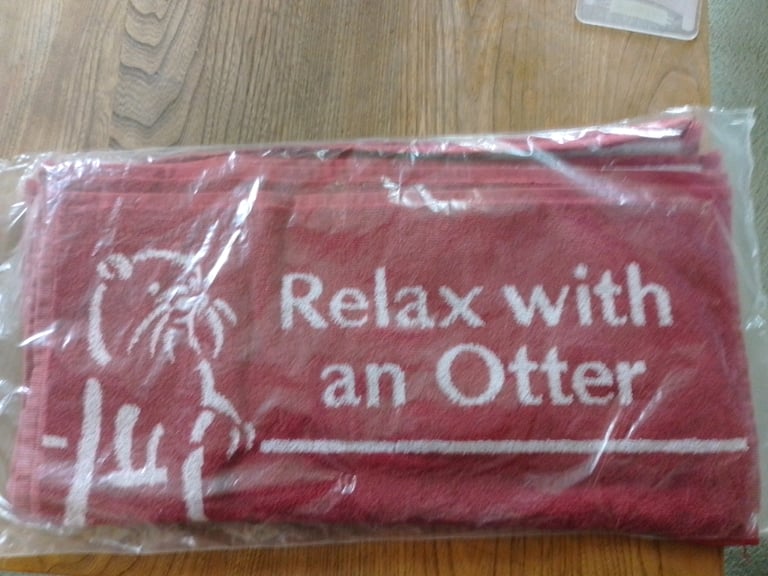 Relax with
an Otter